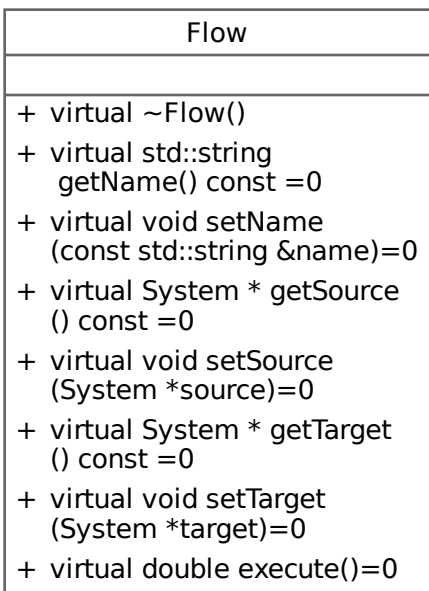 Flow
+ virtual ~Flow()
+ virtual std::string
getName() const =0
+ virtual void setName
(const std::string &name)=0
+ virtual System * getSource
() const =0
+ virtual void setSource
(System *source)=0
+ virtual System * getTarget
() const =0
+ virtual void setTarget
(System *target)=0
+ virtual double execute()=0